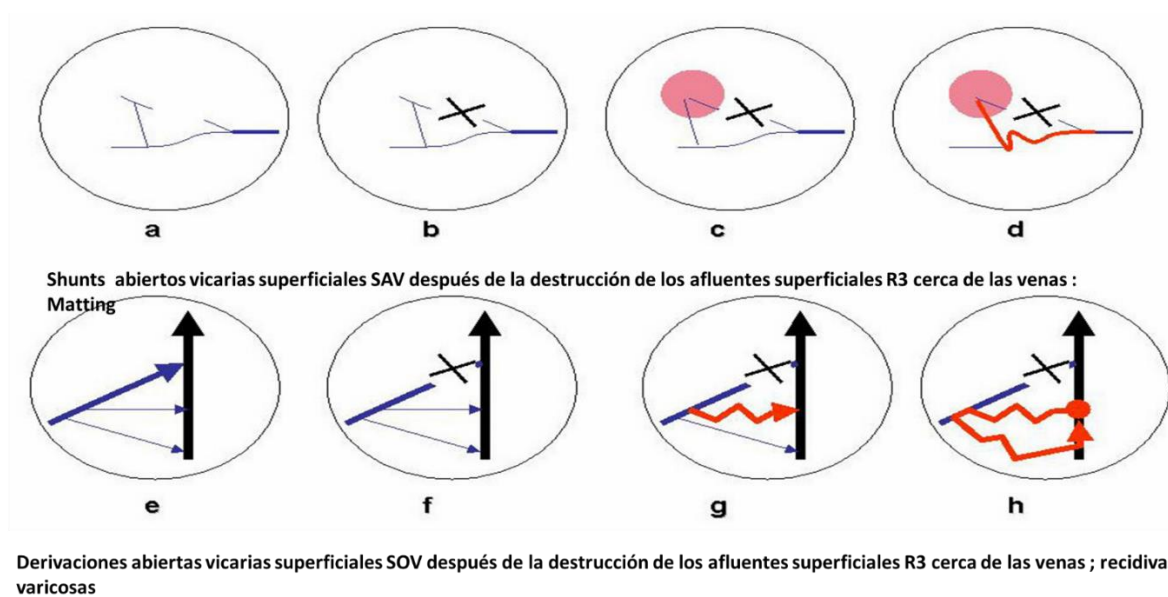 a b c d
Shunts abiertos vicarias superficiales SAV después de la destrucción de los afluentes superficiales R3 cerca de las venas :
Matting
e f g h
Derivaciones abiertas vicarias superficiales SOV después de la destrucción de los afluentes superficiales R3 cerca de las venas ; recidiva
varicosas